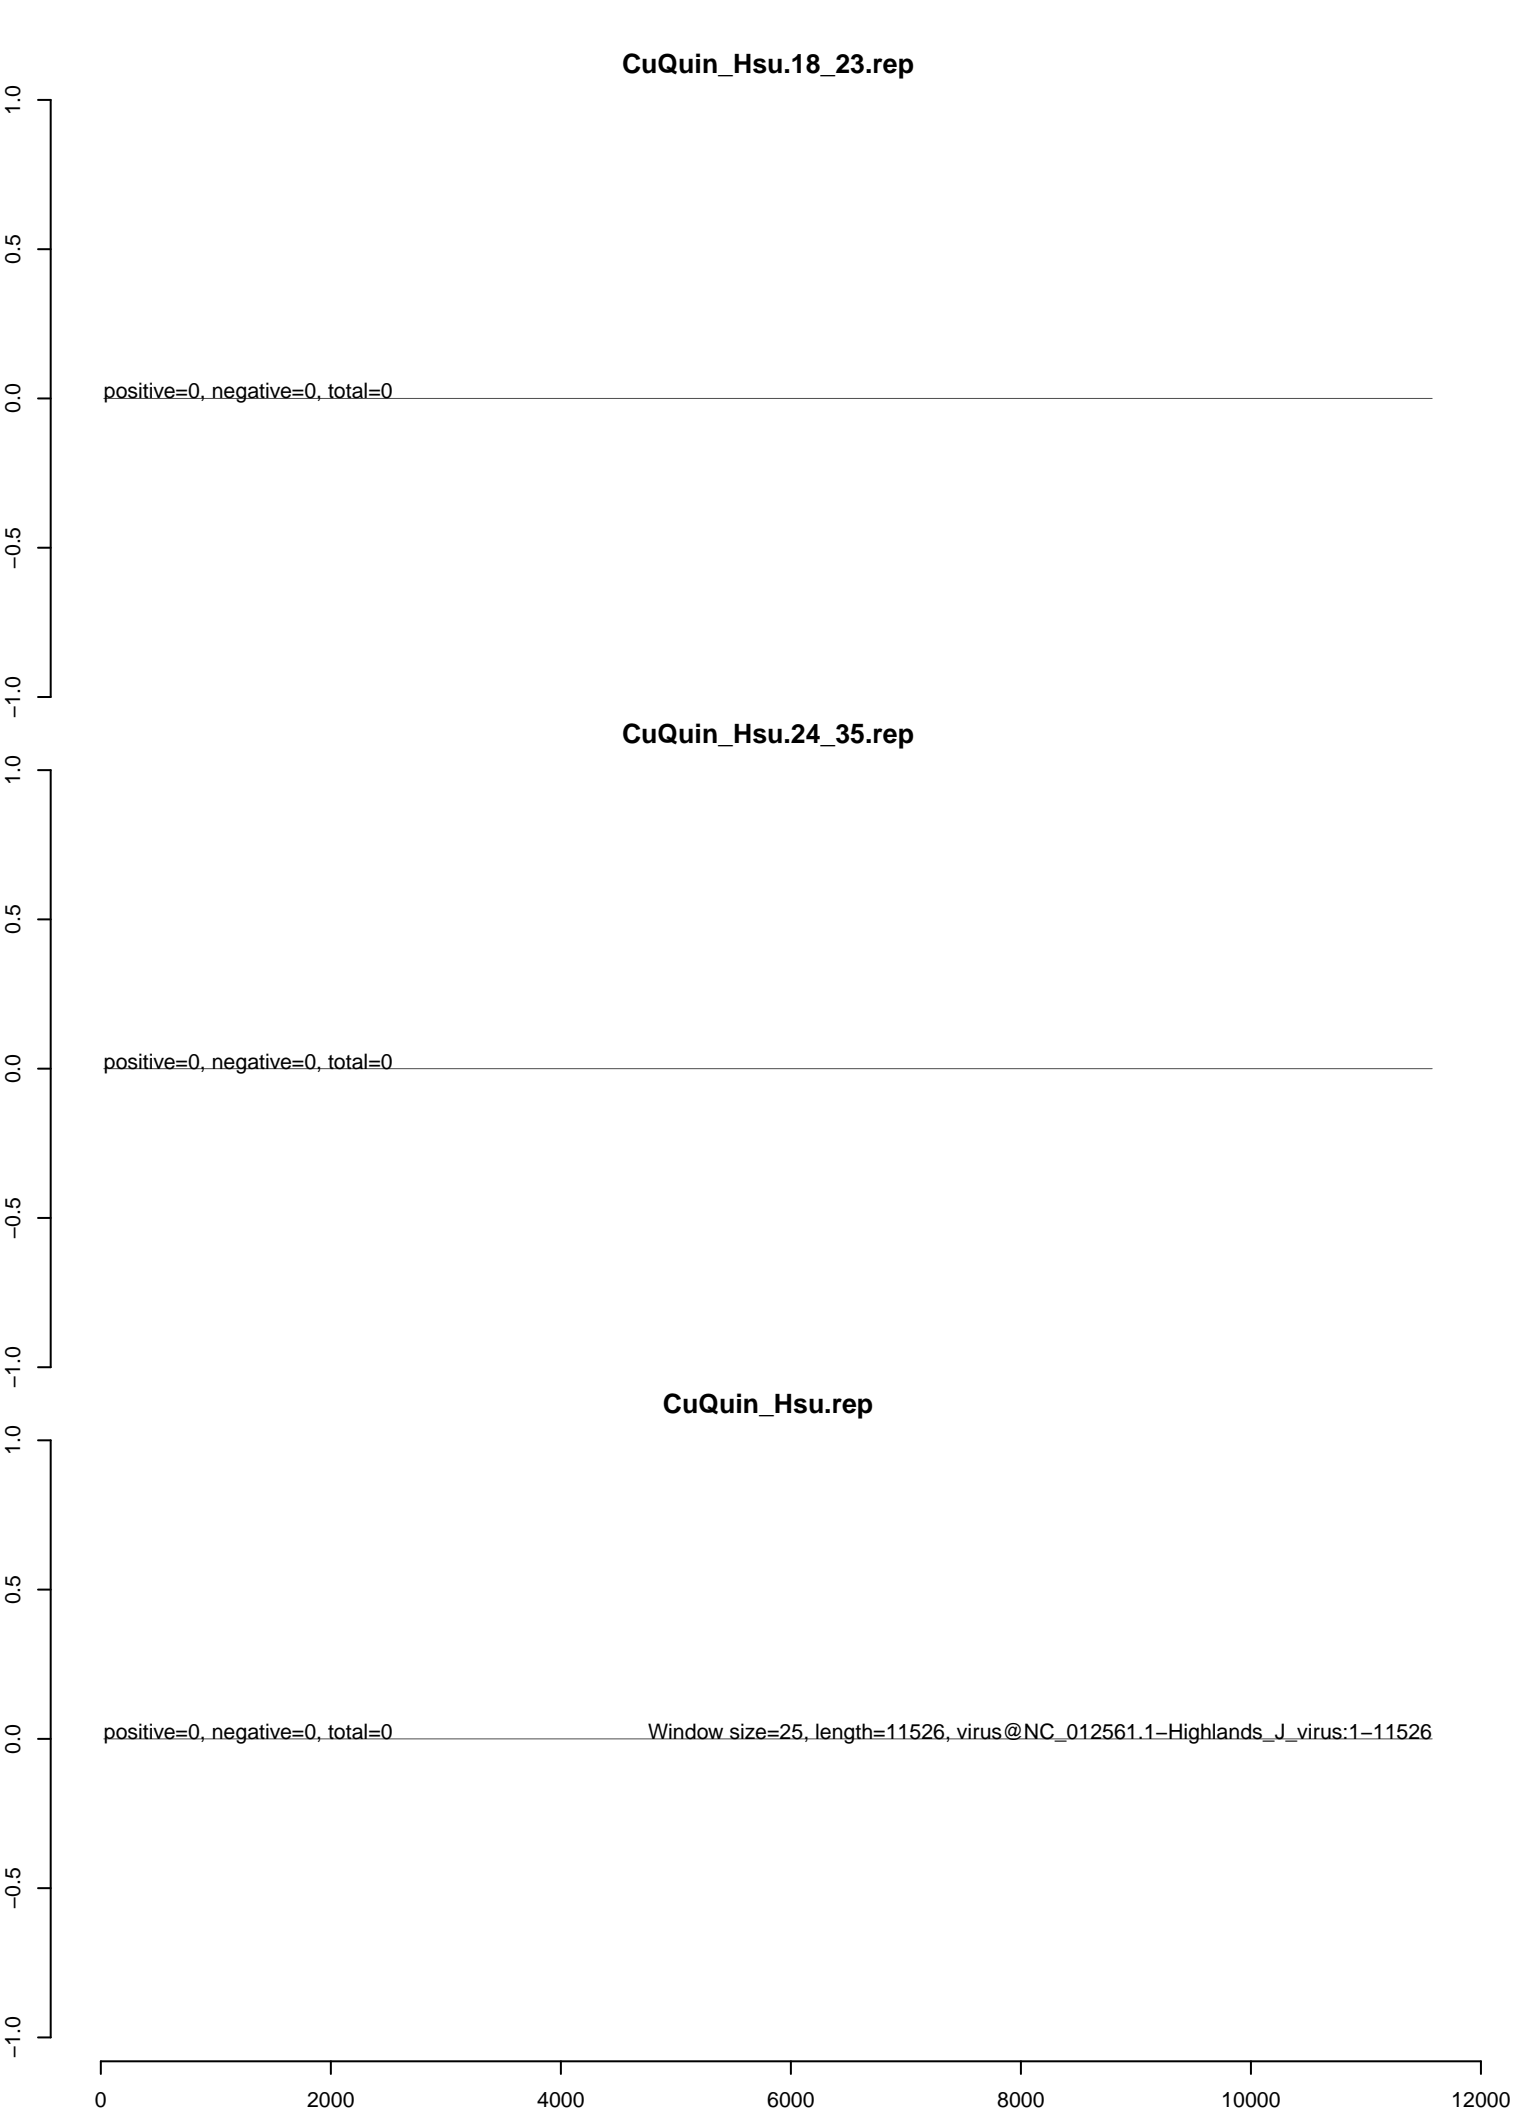 CuQuin_Hsu.18_23.rep
1.0
0.5
0.0
−0.5
−1.0
positive=0, negative=0, total=0
CuQuin_Hsu.24_35.rep
1.0
0.5
0.0
−0.5
−1.0
positive=0, negative=0, total=0
CuQuin_Hsu.rep
1.0
0.5
0.0
−0.5
−1.0
positive=0, negative=0, total=0
Window size=25, length=11526, virus@NC_012561.1−Highlands_J_virus:1−11526
0 2000 4000 6000 8000 10000 12000